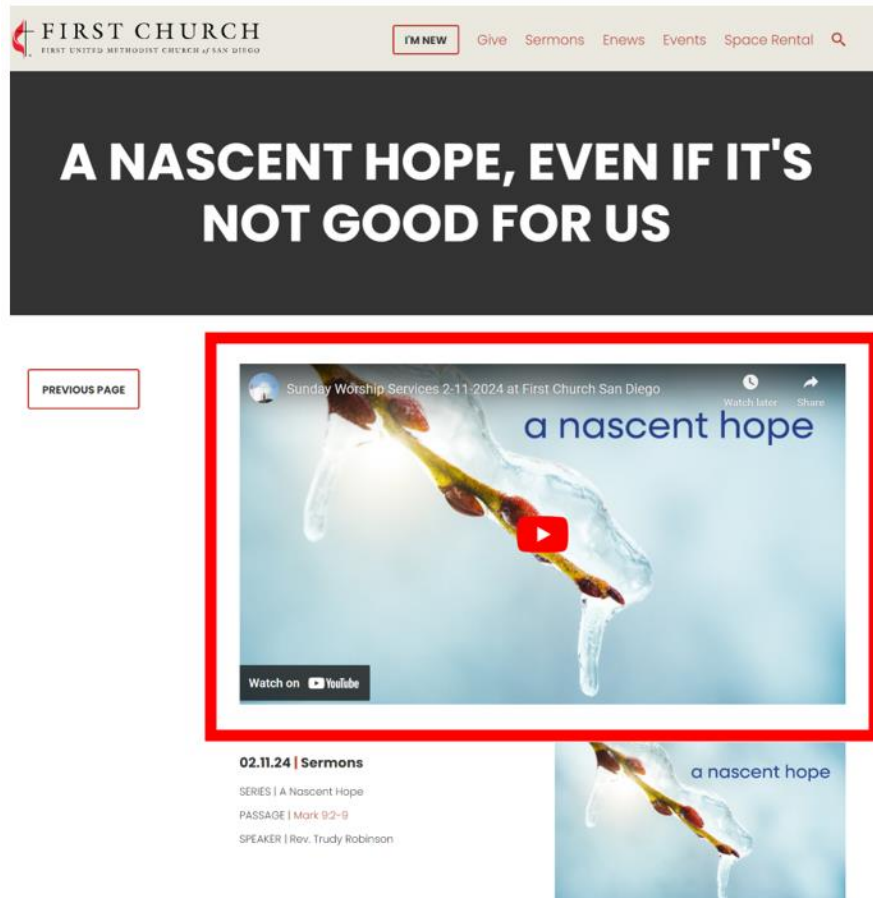 FIRST CHURCH
FIRST UNITED METHODIST CHURCH of SAN DIEGO
I'M NEW
Give
Sermons
Enews
Events
Space Rental
A NASCENT HOPE, EVEN IF IT'S
NOT GOOD FOR US
PREVIOUS PAGE
Sunday Worship Services 2-11-2024 at First Church San Diego
Watch later
Share
a nascent hope
Watch on YouTube
02.11.24 | Sermons
SERIES | A Nascent Hope
PASSAGE | Mark 9:2-9
SPEAKER | Rev. Trudy Robinson
a nascent hope